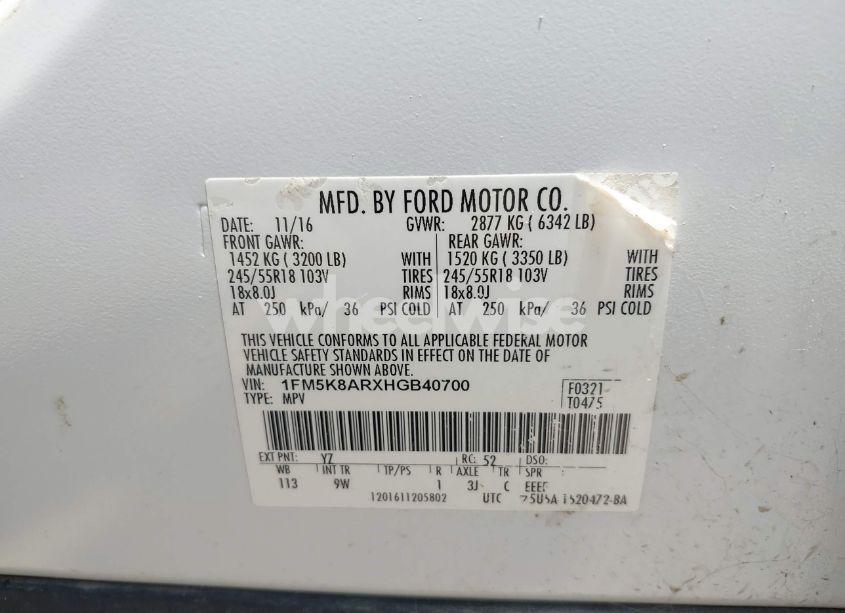 MFD. BY FORD MOTOR CO.
DATE: 11/16 GVWR: 2877 KG ( 6342 LB)
FRONT GAWR: REAR GAWR:
1452 KG ( 3200 LB) WITH 1520 KG ( 3350 LB) WITH
245/55R18 103V TIRES 245/55R18 103V TIRES
18x8.0J RIMS 18x8.0J RIMS
AT 250 kPa/ 36 PSI COLD AT 250 kPa/ 36 PSI COLD
wheelwise
THIS VEHICLE CONFORMS TO ALL APPLICABLE FEDERAL MOTOR
VEHICLE SAFETY STANDARDS IN EFFECT ON THE DATE OF
MANUFACTURE SHOWN ABOVE.
VIN: 1FM5K8ARXHGB40700 F0321
TYPE: MPV T0475
EXT PNT: YZ RC: 52 DSO:
WB INT TR TP/PS R AXLE TR SPR
113 9W 1 3J C
1201611205802 UTC